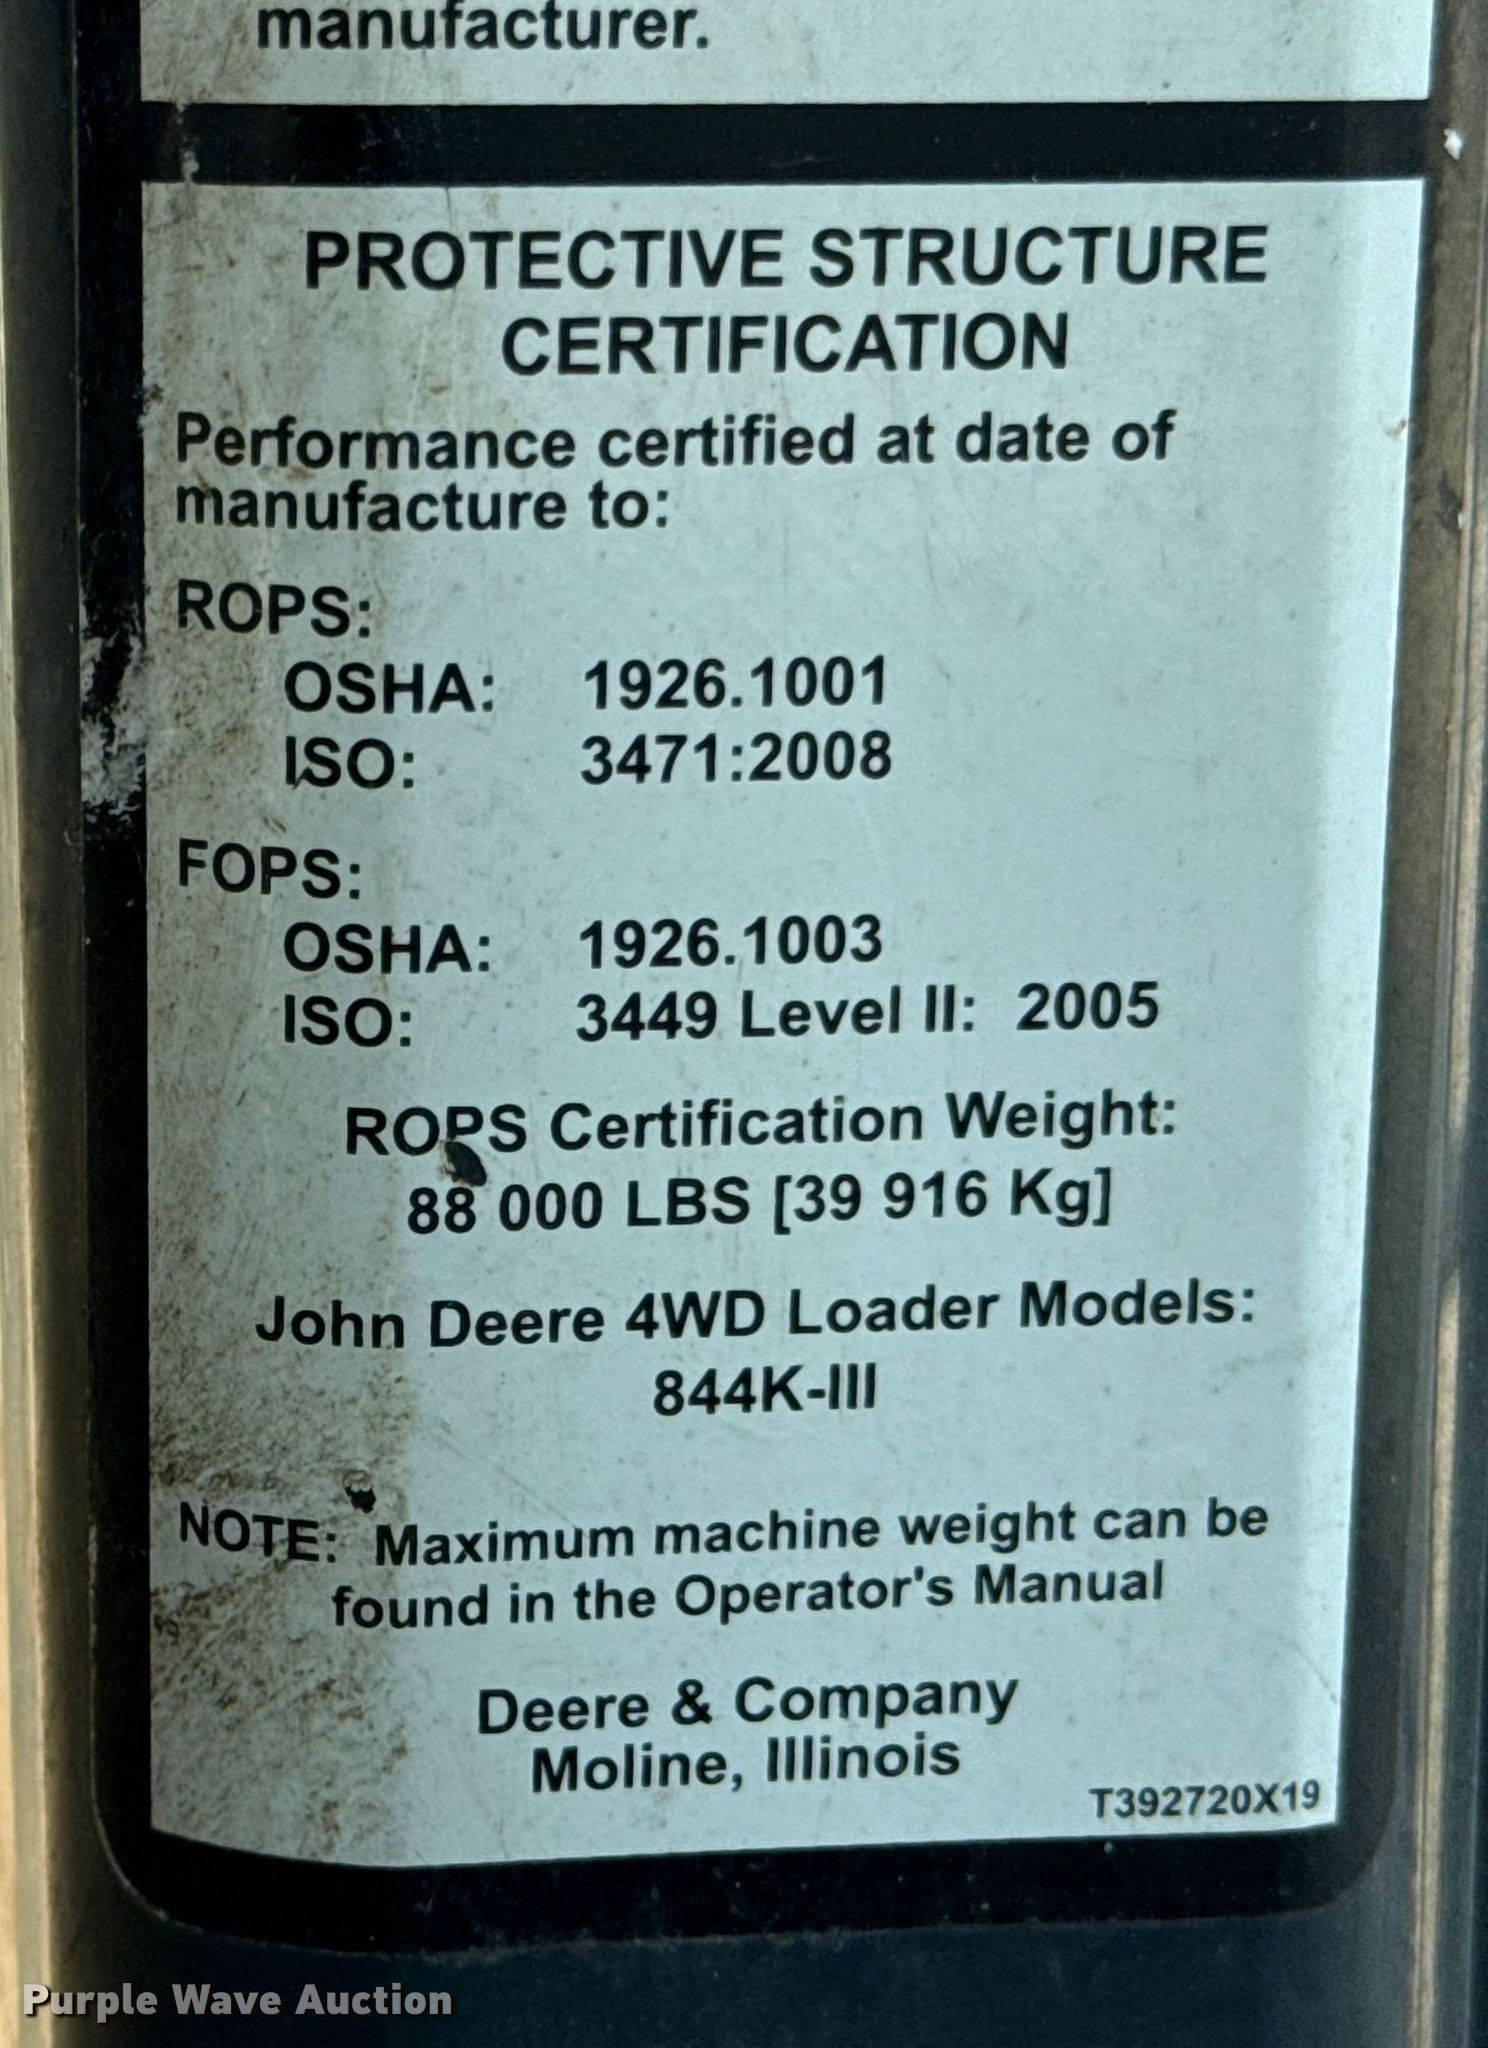 manufacturer.
PROTECTIVE STRUCTURE
CERTIFICATION
Performance certified at date of
manufacture to:
ROPS:
OSHA: 1926.1001
ISO: 3471:2008
FOPS:
OSHA: 1926.1003
ISO: 3449 Level II: 2005
ROPS Certification Weight:
88 000 LBS [39 916 Kg]
John Deere 4WD Loader Models:
844K-III
NOTE: Maximum machine weight can be
found in the Operator's Manual
Deere & Company
Moline, Illinois
T392720X19
Purple Wave Auction